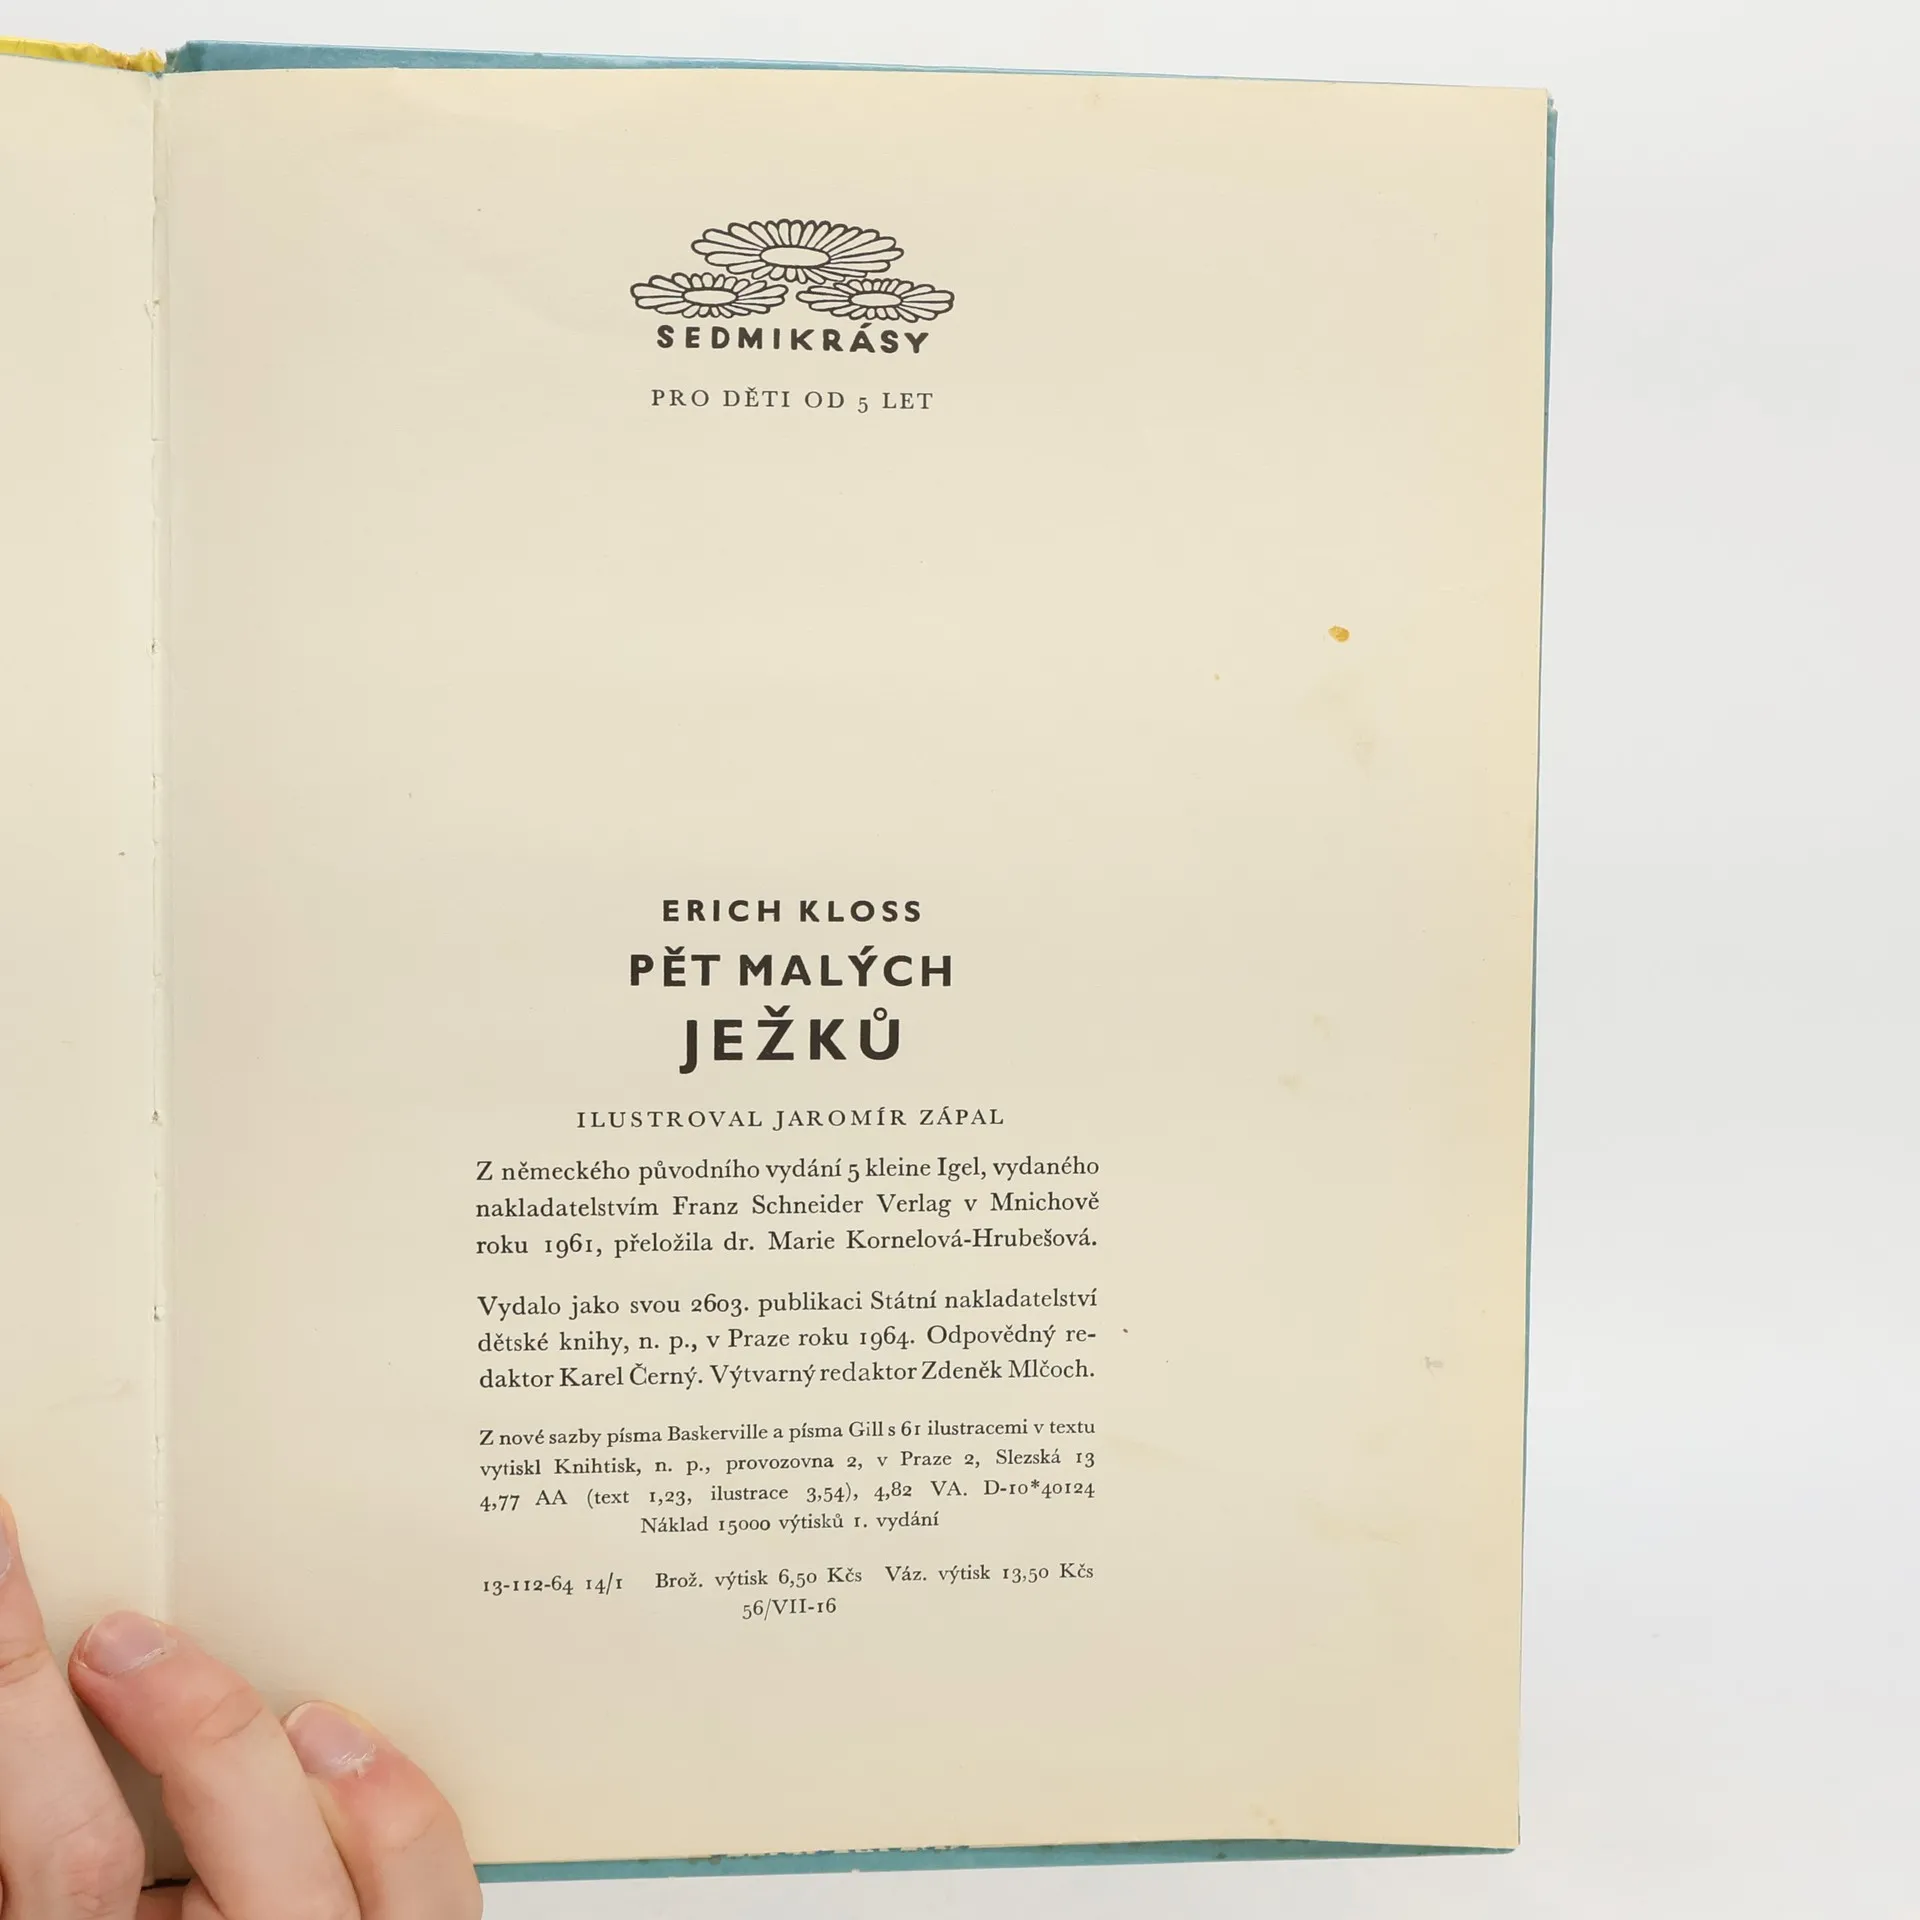 SEDMIKRÁSY
PRO DĚTI OD 5 LET
ERICH KLOSS
PĚT MALÝCH
JEŽKŮ
ILUSTROVAL JAROMÍR ZÁPAL
Z německého původního vydání 5 kleine Igel, vydaného
nakladatelstvím Franz Schneider Verlag v Mnichově
roku 1961, přeložila dr. Marie Kornelová-Hrubešová.
Vydalo jako svou 2603. publikaci Státní nakladatelství
dětské knihy, n. p., v Praze roku 1964. Odpovědný re-
daktor Karel Černý. Výtvarný redaktor Zdeněk Mlčoch.
Z nové sazby písma Baskerville a písma Gill s 61 ilustracemi v textu
vytiskl Knihtisk, n. p., provozovna 2, v Praze 2, Slezská 13
4,77 AA (text 1,23, ilustrace 3,54), 4,82 VA. D-10*40124
Náklad 15000 výtisků 1. vydání
13-112-64 14/1 Brož. výtisk 6,50 Kčs Váz. výtisk 13,50 Kčs
56/VII-16